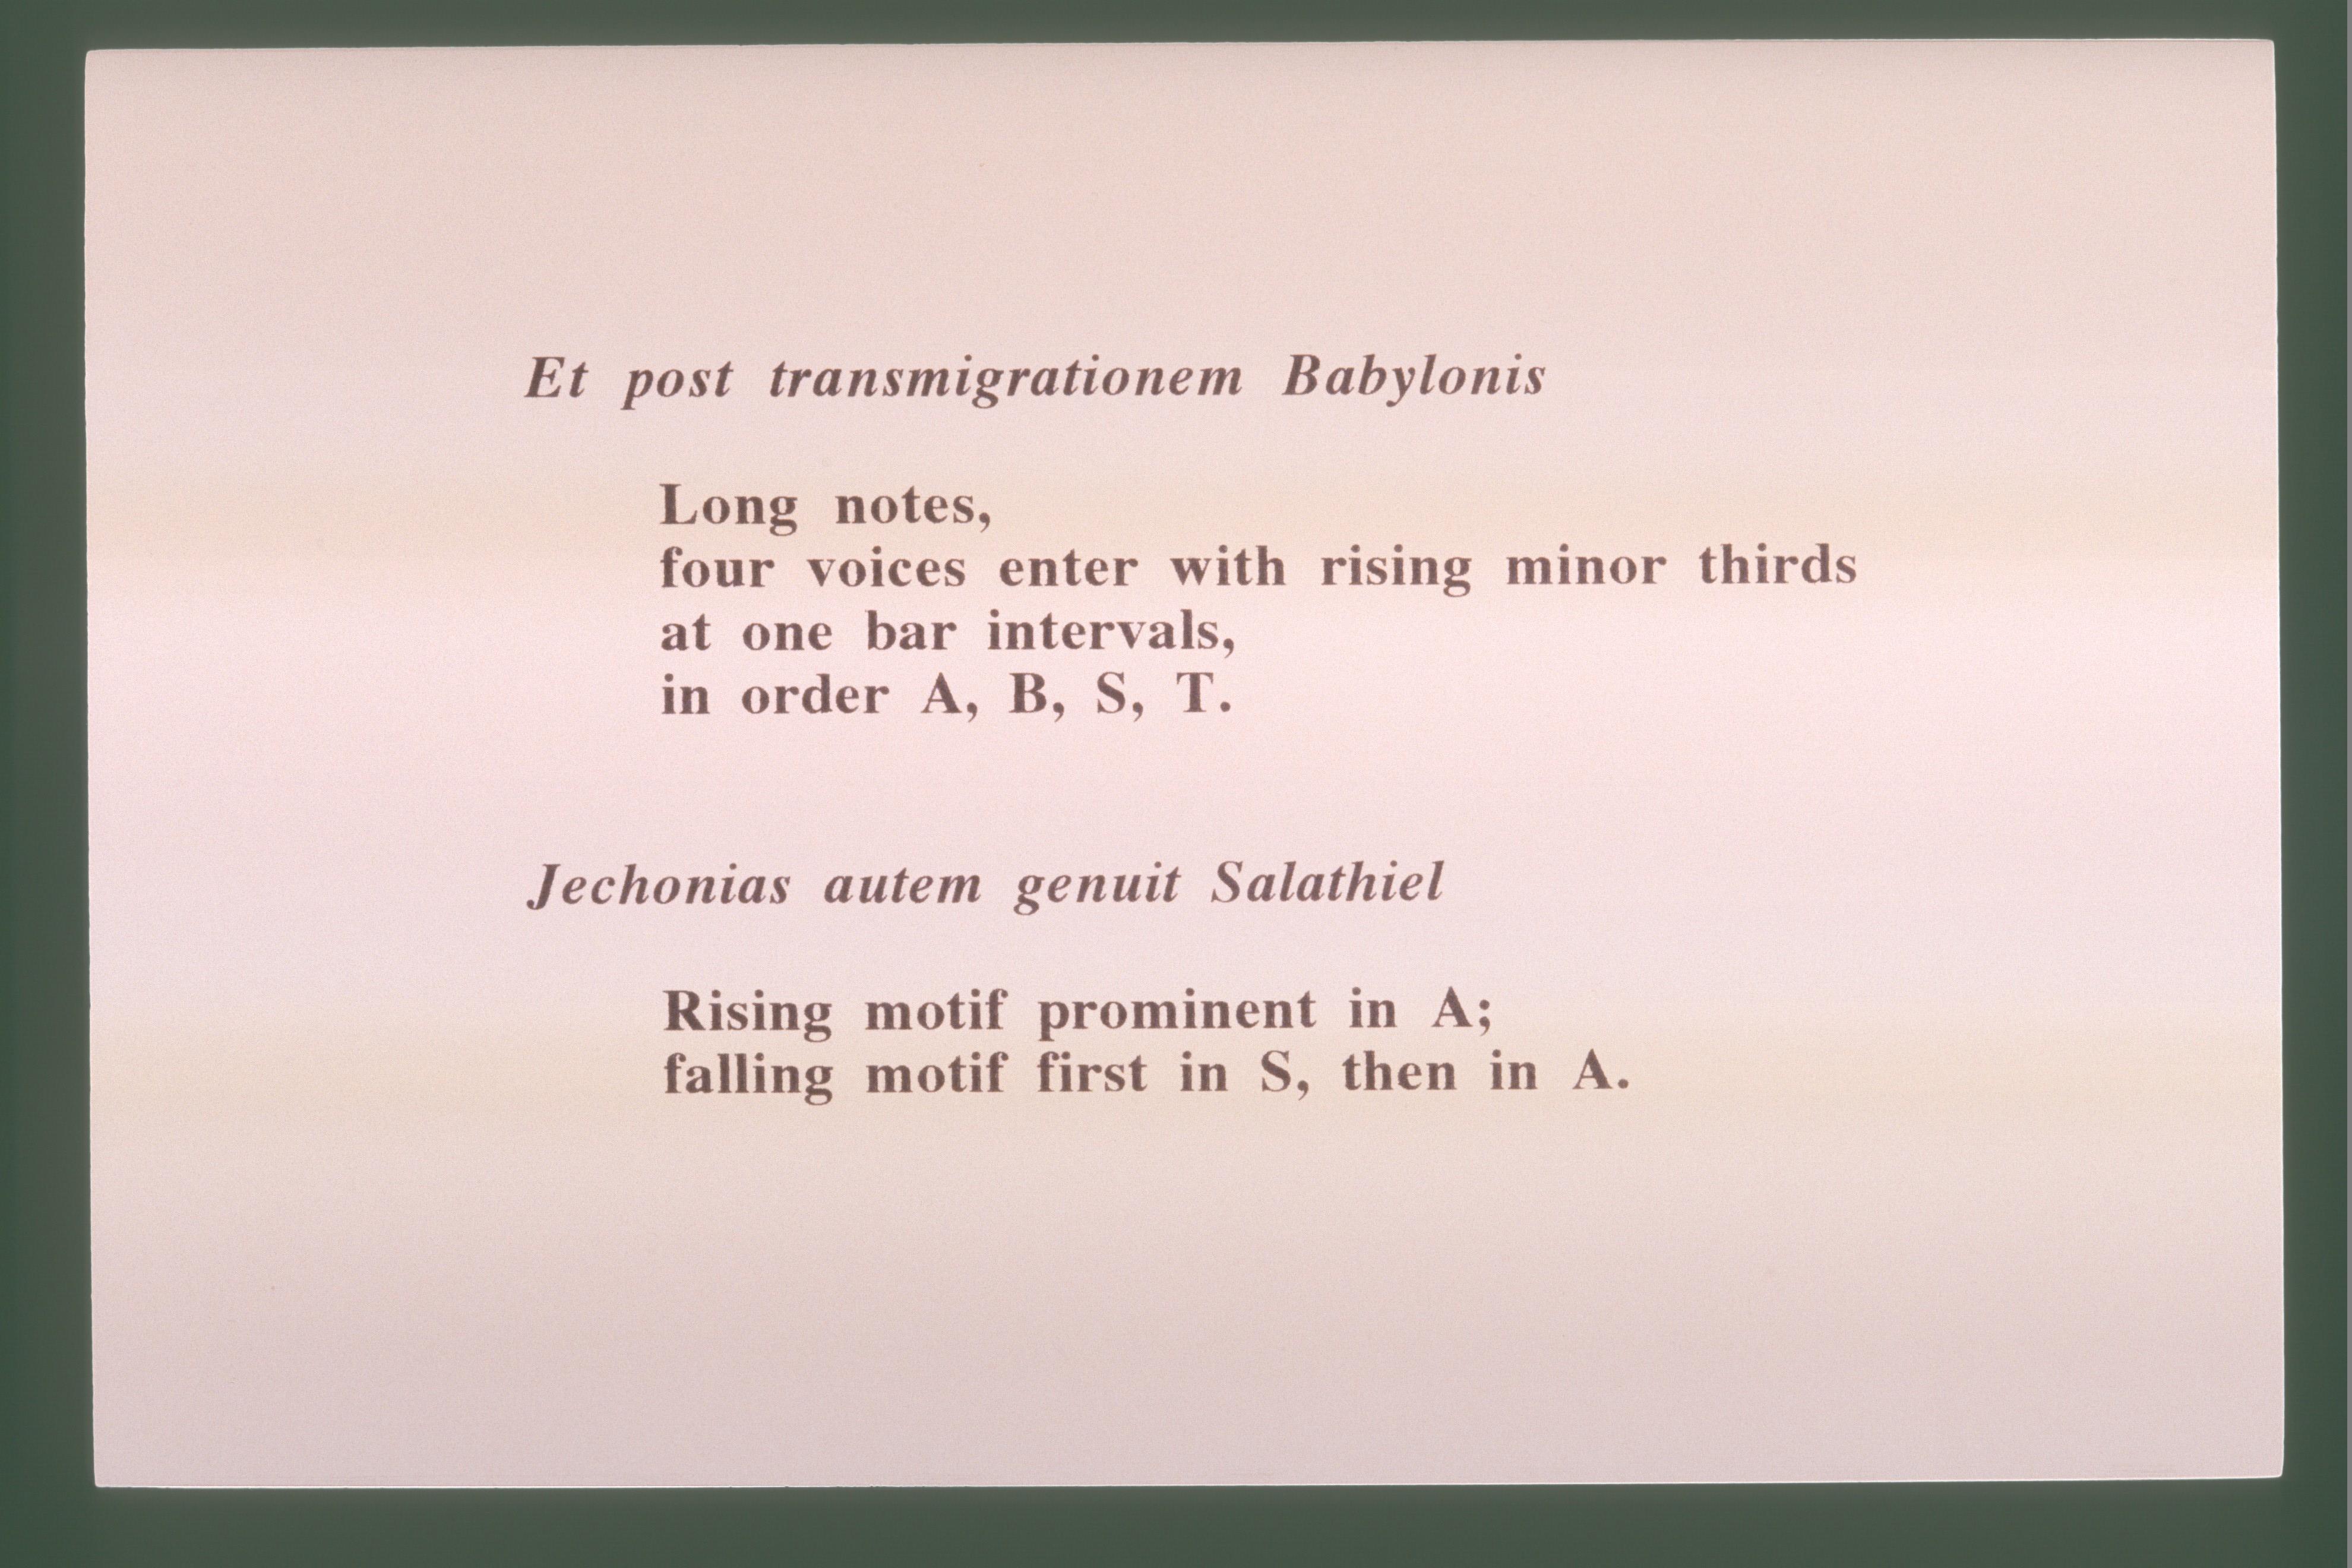 Et post transmigrationem Babylonis
Long notes,
four voices enter with rising minor thirds
at one bar intervals,
in order A, B, S, T.
Jechonias autem genuit Salathiel
Rising motif prominent in A;
falling motif first in S, then in A.